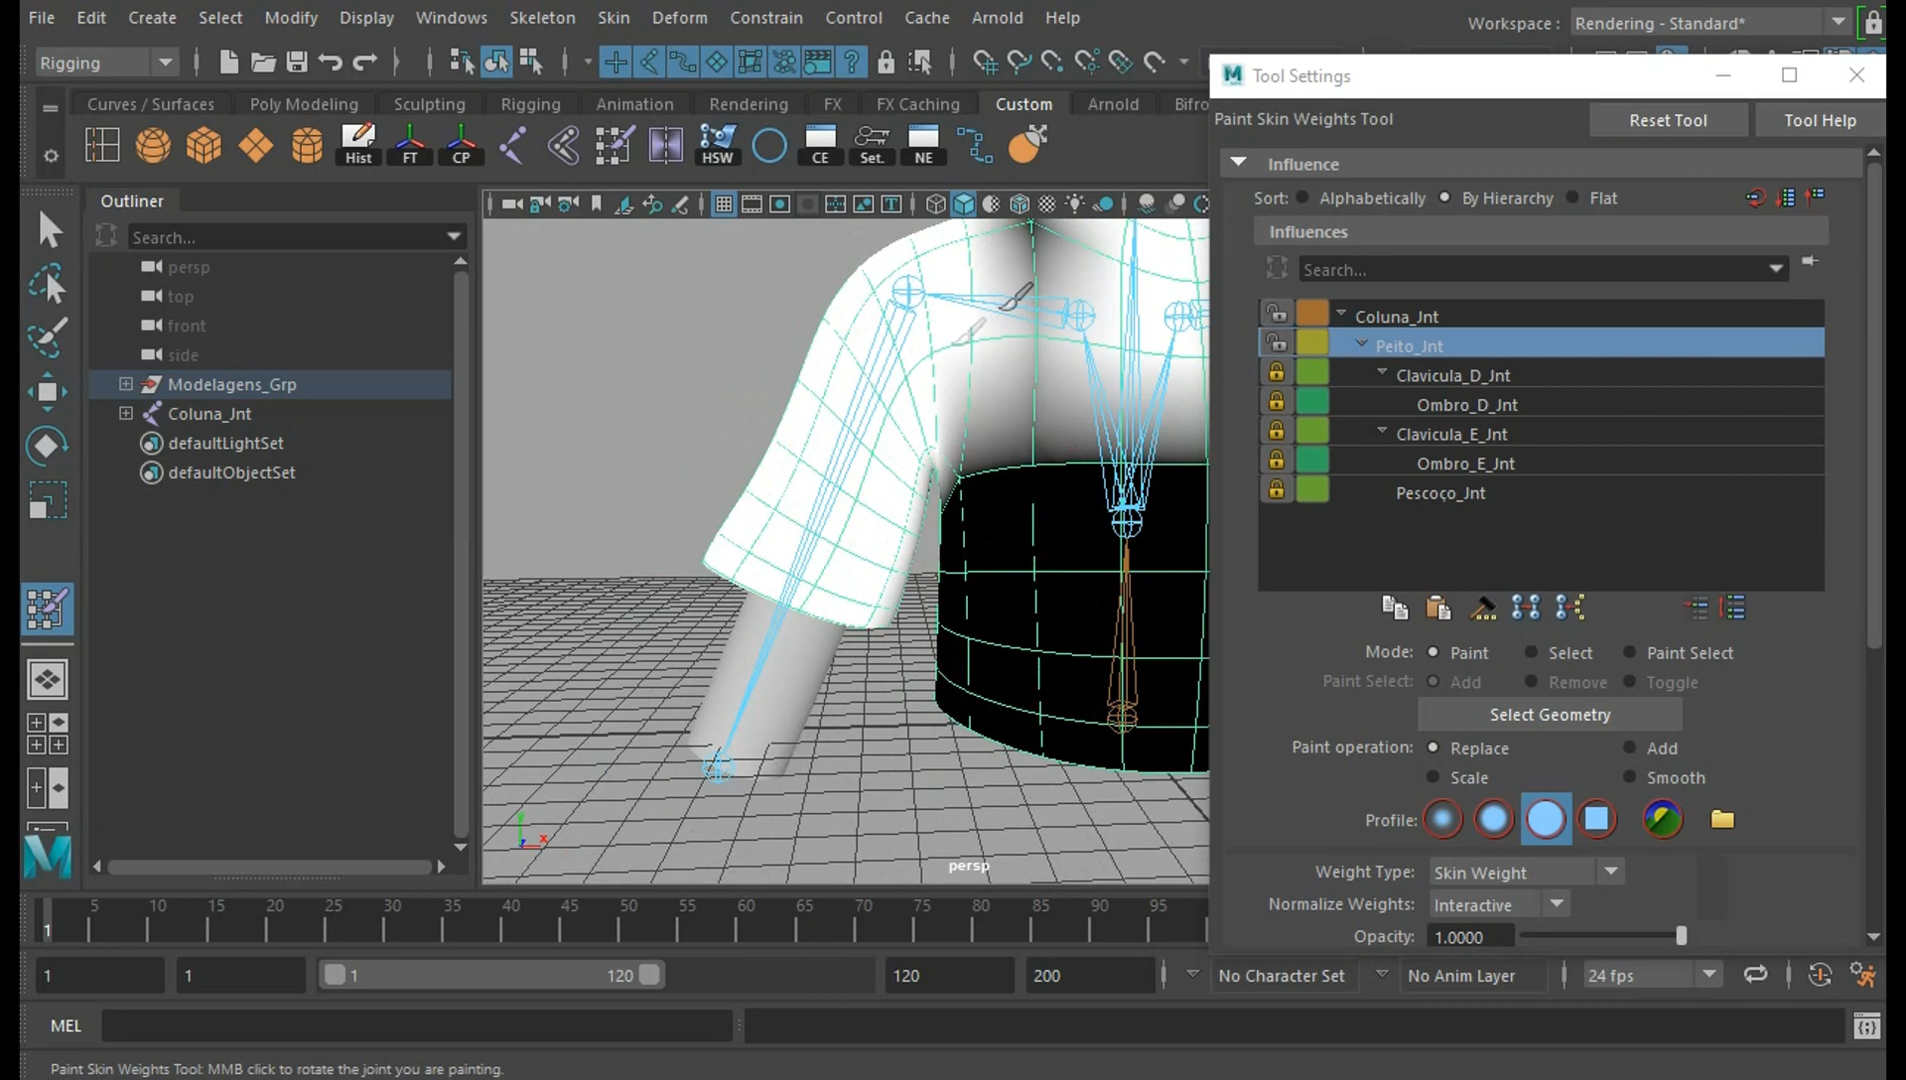 File Edit Create Select Modify Display Windows Skeleton Skin Deform Constrain Control Cache Arnold Help
Workspace : Rendering - Standard*
Rigging
Curves / Surfaces Poly Modeling Sculpting Rigging Animation Rendering FX FX Caching Custom Arnold Bifro
Hist FT CP HSW CE Set. NE
Outliner
Search...
persp
top
front
side
Modelagens_Grp
Coluna_Jnt
defaultLightSet
defaultObjectSet
persp
Tool Settings
Paint Skin Weights Tool
Reset Tool Tool Help
Influence
Sort: Alphabetically By Hierarchy Flat
Influences
Search...
Coluna_Jnt
Peito_Jnt
Clavicula_D_Jnt
Ombro_D_Jnt
Clavicula_E_Jnt
Ombro_E_Jnt
Pescoço_Jnt
Mode: Paint Select Paint Select
Paint Select: Add Remove Toggle
Select Geometry
Paint operation: Replace Add
Scale Smooth
Profile:
Weight Type: Skin Weight
Normalize Weights: Interactive
Opacity: 1.0000
5 10 15 20 25 30 35 40 45 50 55 60 65 70 75 80 85 90 95
1
1 1 1 120 120 200 No Character Set No Anim Layer 24 fps
MEL
Paint Skin Weights Tool: MMB click to rotate the joint you are painting.